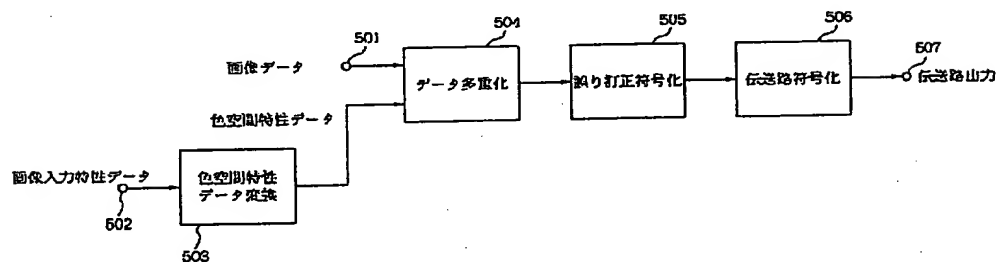 504
505
506
501
507
画像データ
データ多重化
誤り訂正符号化
伝送路符号化
伝送路出力
色空間特性データ
画像入力特性データ
色空間特性
データ変換
502
503